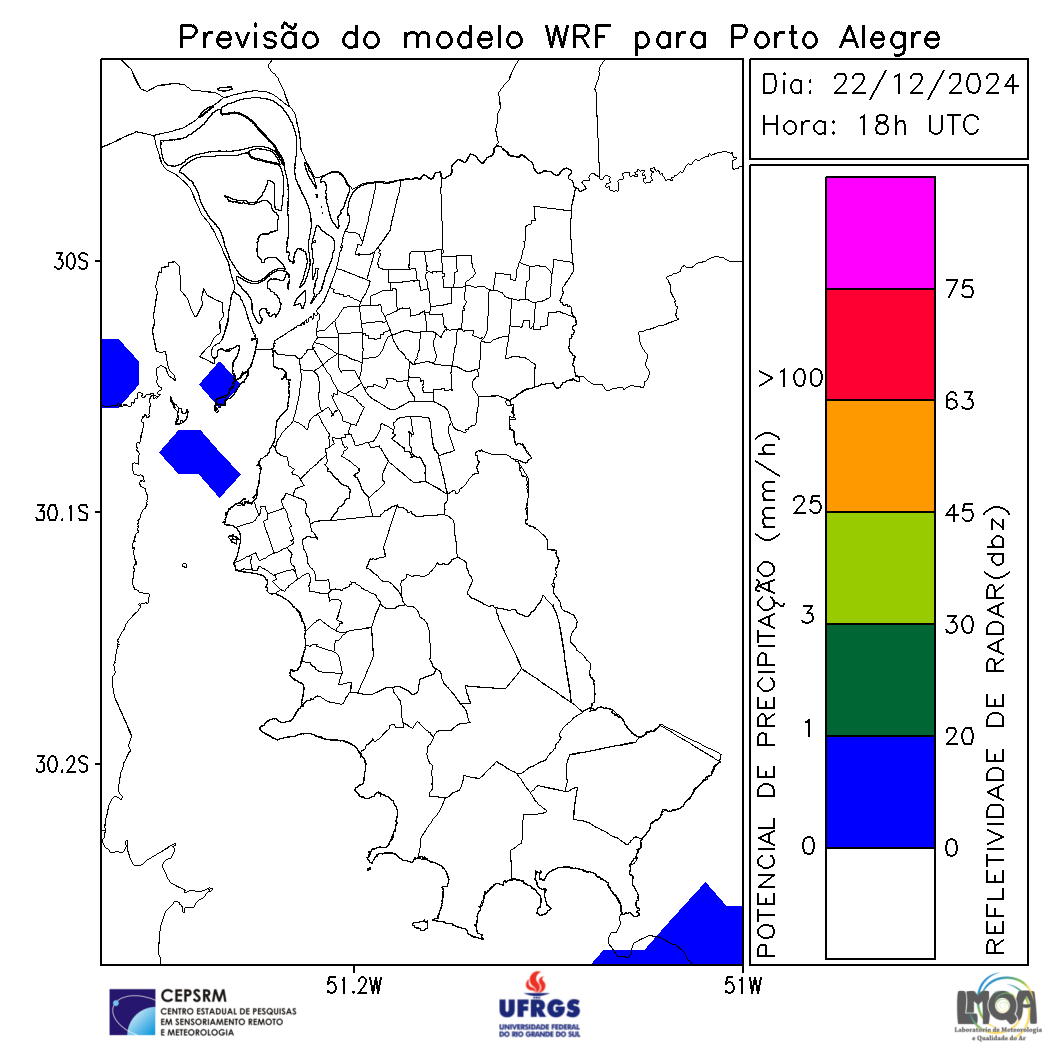 Previsão do modelo WRF para Porto Alegre
Dia: 22/12/2024
Hora: 18h UTC
30S
30.1S
30.2S
51.2W
51W
POTENCIAL DE PRECIPITAÇÃO (mm/h)
>100
25
3
1
0
75
63
45
30
20
0
REFLETIVIDADE DE RADAR(dbz)
CEPSRM
CENTRO ESTADUAL DE PESQUISAS
EM SENSORIAMENTO REMOTO
E METEOROLOGIA
UFRGS
UNIVERSIDADE FEDERAL
DO RIO GRANDE DO SUL
LMQA
Laboratório de Meteorologia
e Qualidade do Ar